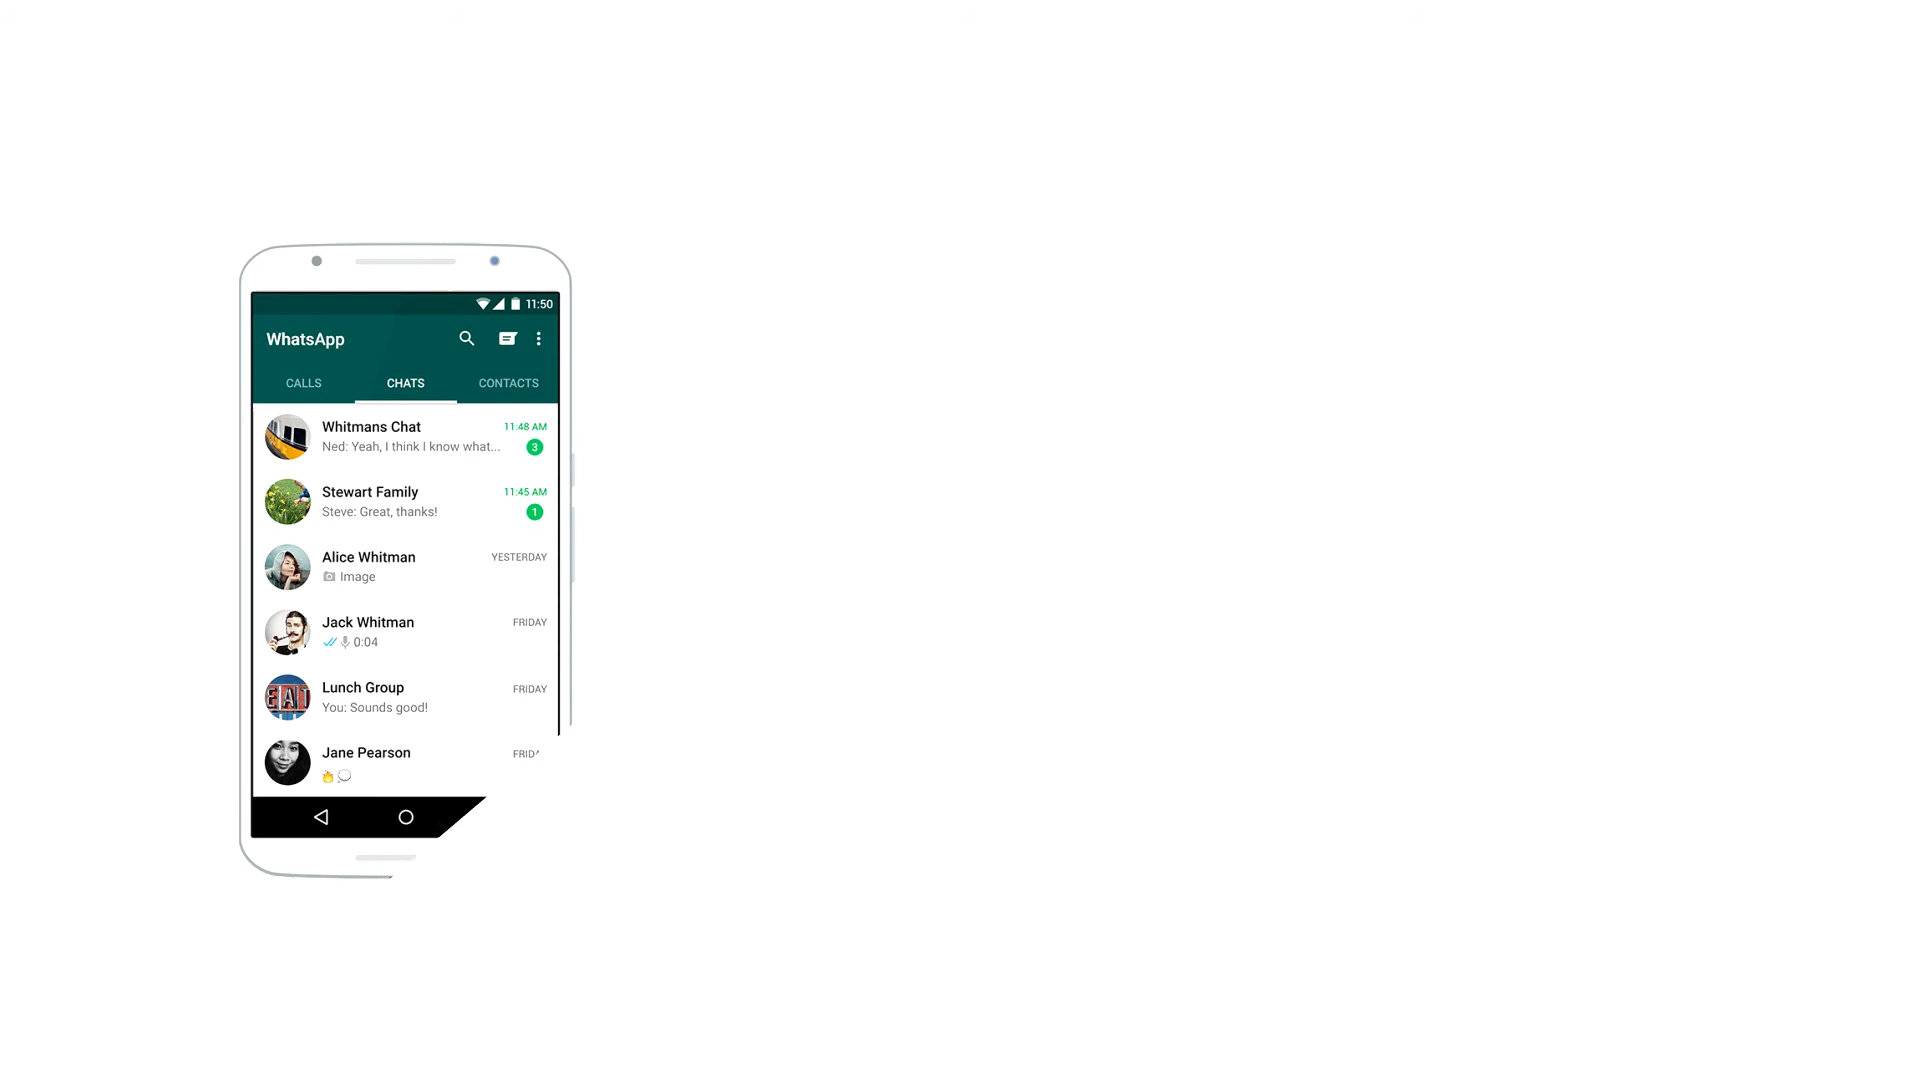 11:50
WhatsApp
CALLS CHATS CONTACTS
Whitmans Chat 11:48 AM
Ned: Yeah, I think I know what... 3
Stewart Family 11:45 AM
Steve: Great, thanks! 1
Alice Whitman YESTERDAY
Image
Jack Whitman FRIDAY
0:04
Lunch Group FRIDAY
EAT
You: Sounds good!
Jane Pearson FRID